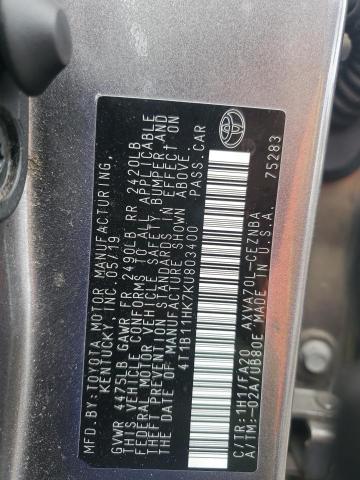 MFD BY: TOYOTA MOTOR MANUFACTURING,
KENTUCKY, INC. 05/19
GVWR 4475LB GAWR FR 2490LB RR 2420LB
THIS VEHICLE CONFORMS TO ALL APPLICABLE
FEDERAL MOTOR VEHICLE SAFETY, BUMPER AND
THEFT PREVENTION STANDARDS IN EFFECT ON
THE DATE OF MANUFACTURE SHOWN ABOVE.
4T1B11HK7KU803400 PASS.CAR
C/TR:1H1/FA20 AXVA70L-CEZNBA
A/TM:-02A/UB80E MADE IN U.S.A.
75283